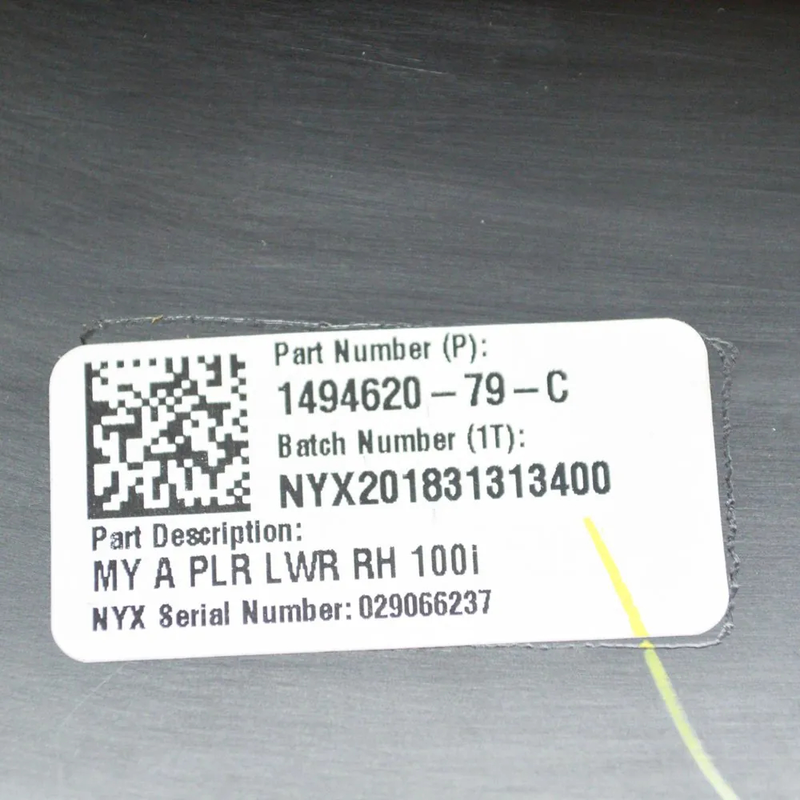 Part Number (P):
1494620-79-C
Batch Number (1T):
NYX201831313400
Part Description:
MY A PLR LWR RH 100i
NYX Serial Number: 029066237